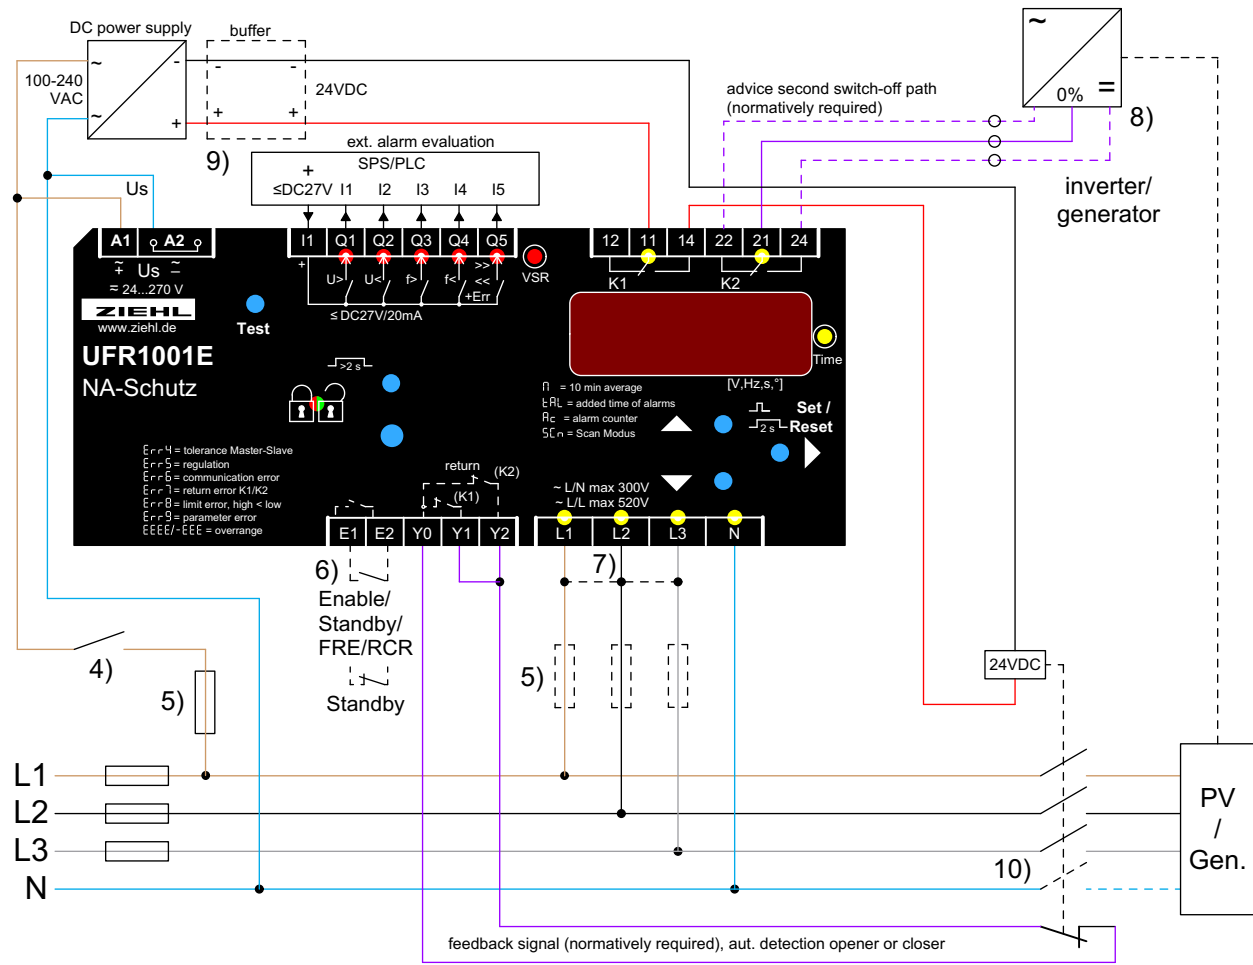 DC power supply
buffer
~
-
-
-
~
100-240
VAC
24VDC
~
+
+
+
0%
=
8)
advice second switch-off path
(normatively required)
9)
ext. alarm evaluation
SPS/PLC
+
≤DC27V I1 I2 I3 I4 I5
Us
inverter/
generator
A1 A2
I1 Q1 Q2 Q3 Q4 Q5
12 11 14 22 21 24
~
+ Us ~
–
≂ 24...270 V
+
U> U< f> f< >>
<<
+Err
VSR
K1 K2
ZIEHL
www.ziehl.de
Test
≤ DC27V/20mA
UFR1001E
NA-Schutz
>2 s
Time
[V,Hz,s,°]
= 10 min average
tAL = added time of alarms
Ac = alarm counter
SCn = Scan Modus
Set /
2 s Reset
Err4 = tolerance Master-Slave
Err5 = regulation
Err6 = communication error
Err7 = return error K1/K2
Err8 = limit error, high < low
Err9 = parameter error
EEEE/-EEE = overrange
return
(K2)
(K1)
~ L/N max 300V
~ L/L max 520V
E1 E2 Y0 Y1 Y2
L1 L2 L3 N
6)
7)
Enable/
Standby/
FRE/RCR
Standby
4)
5)
5)
24VDC
L1
L2
L3
N
10)
PV
/
Gen.
feedback signal (normatively required), aut. detection opener or closer